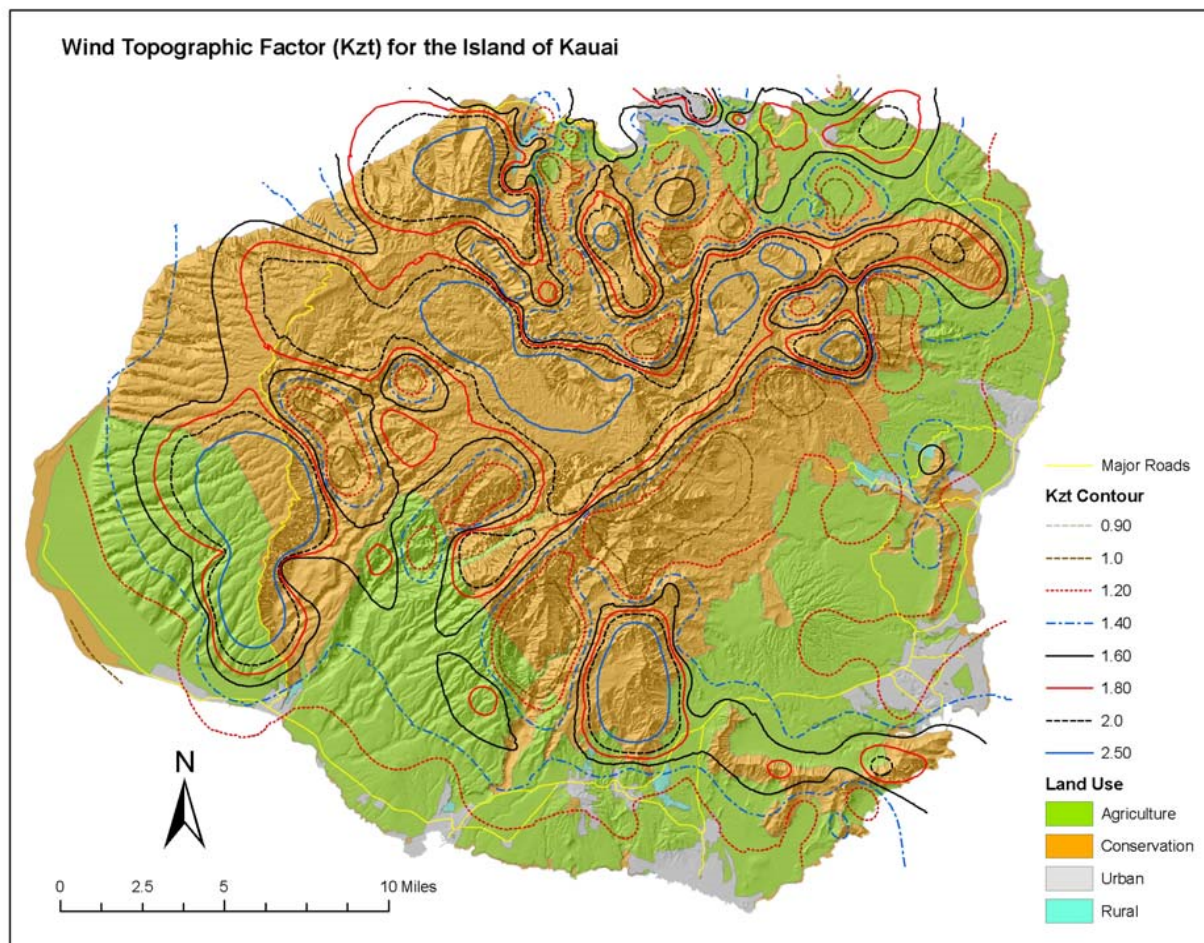 Wind Topographic Factor (Kzt) for the Island of Kauai
Major Roads
Kzt Contour
0.90
1.0
1.20
1.40
1.60
1.80
2.0
2.50
Land Use
Agriculture
Conservation
Urban
Rural
N
0 2.5 5 10 Miles